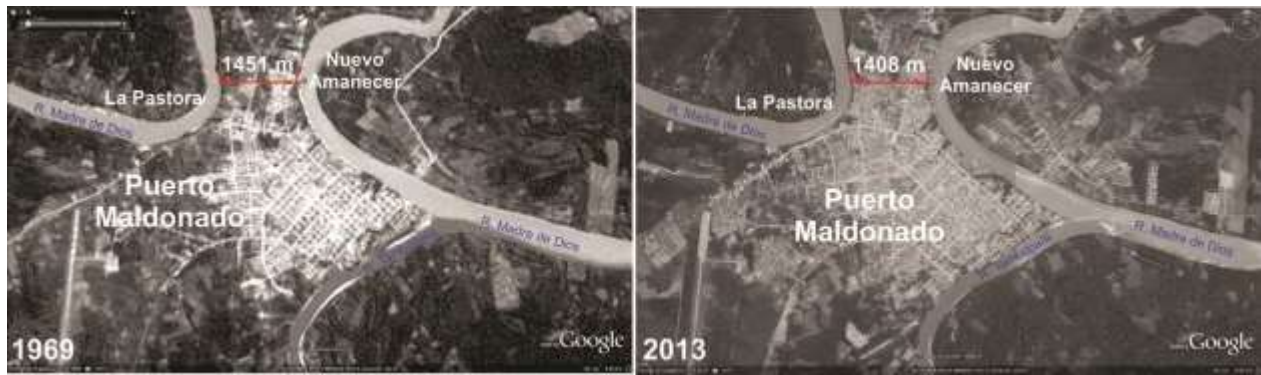 1451 m
Nuevo
Amanecer
La Pastora
R. Madre de Dios
Puerto
Maldonado
R. Madre de Dios
1969
Google
1408 m
Nuevo
Amanecer
La Pastora
R. Madre de Dios
Puerto
Maldonado
R. Madre de Dios
2013
Google